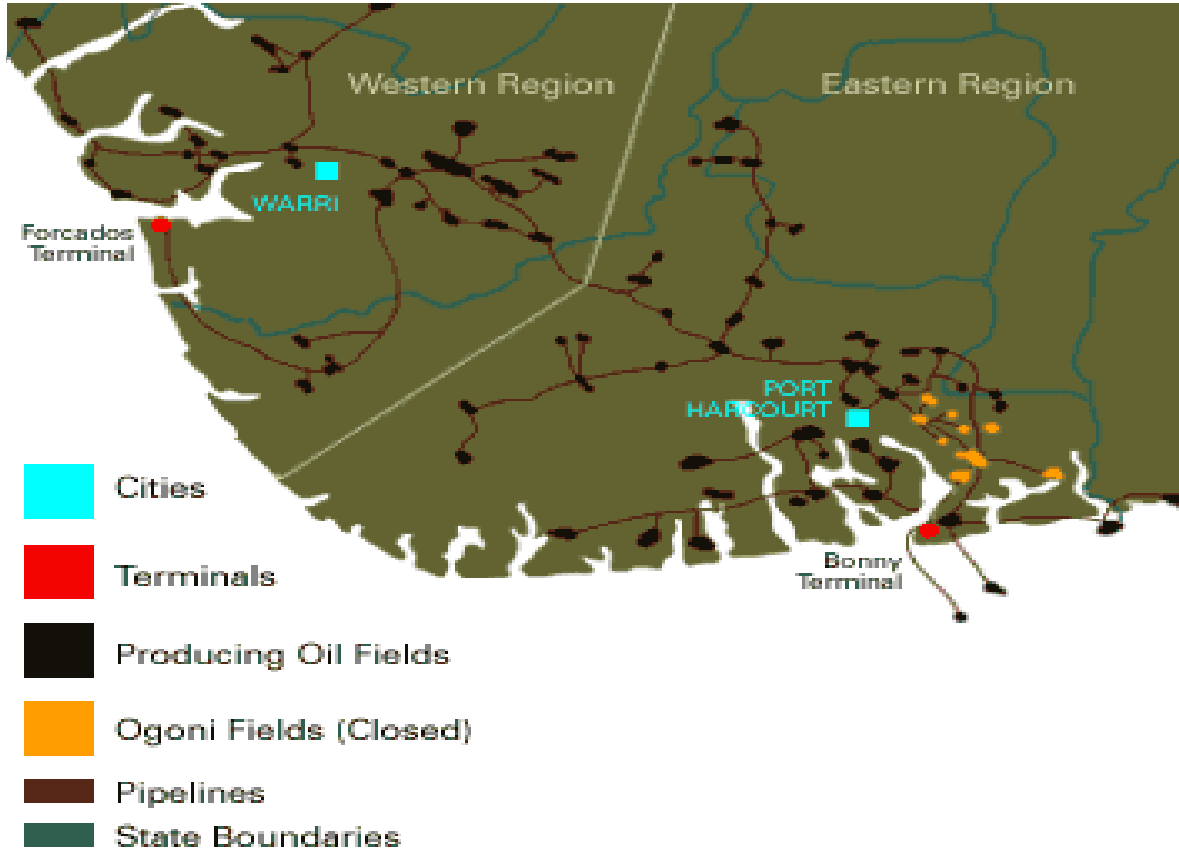 Western Region
Eastern Region
WARRI
Forcados
Terminal
PORT
HARCOURT
Bonny
Terminal
Cities
Terminals
Producing Oil Fields
Ogoni Fields (Closed)
Pipelines
State Boundaries